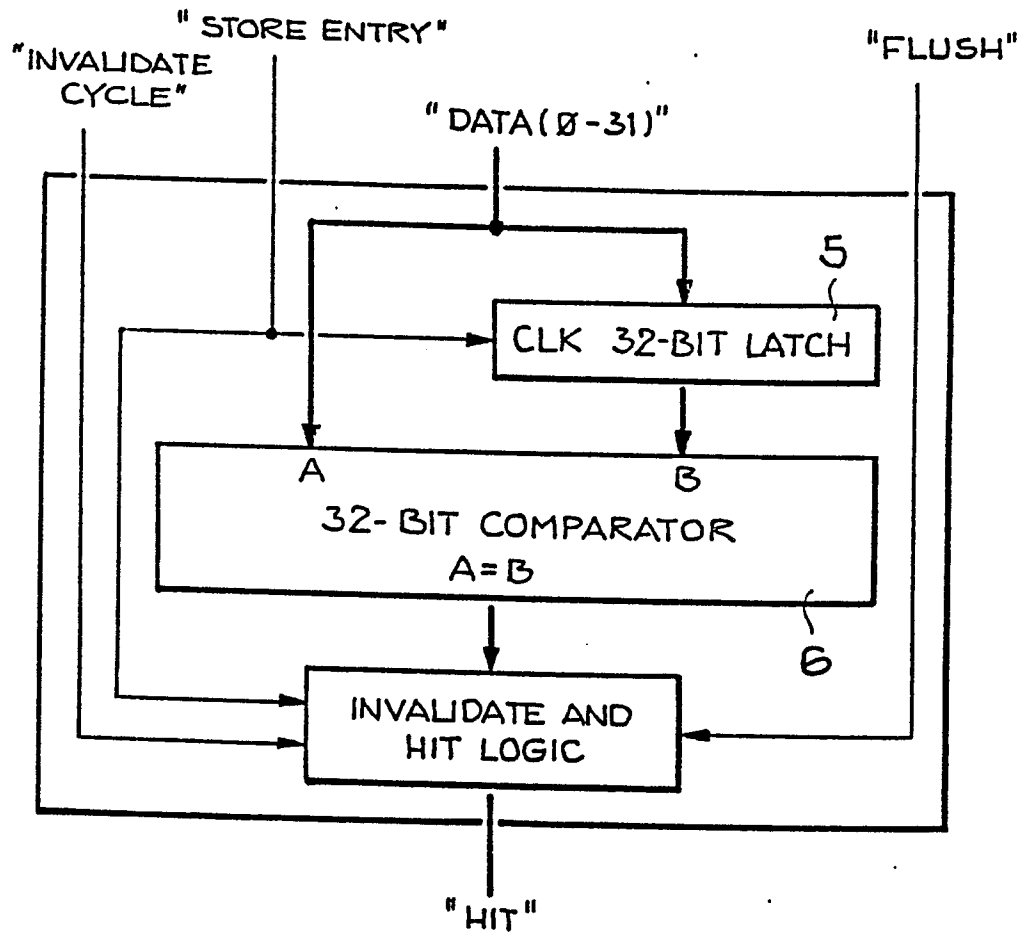 "STORE ENTRY"
"INVALIDATE
CYCLE"
"FLUSH"
"DATA(Ø-31)"
5
CLK 32-BIT LATCH
A
B
32-BIT COMPARATOR
A=B
6
INVALIDATE AND
HIT LOGIC
"HIT"